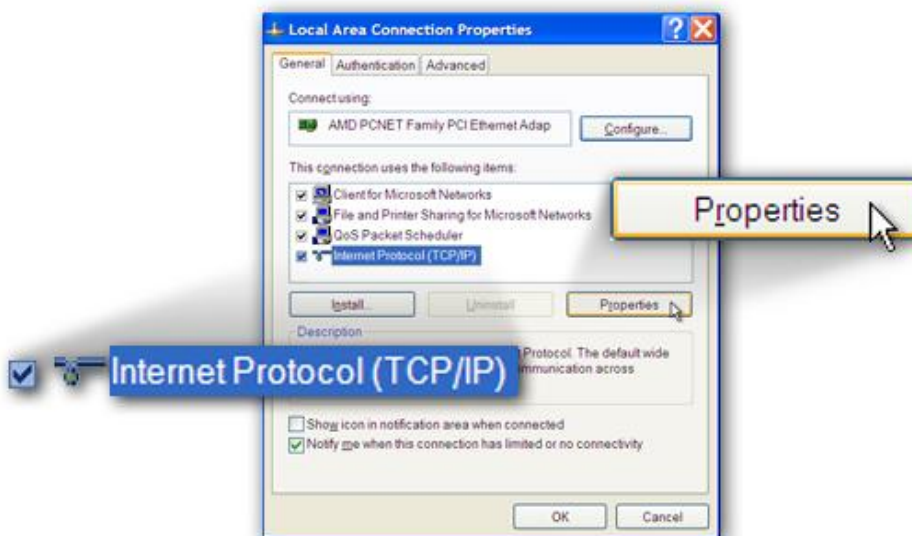 Local Area Connection Properties
General Authentication Advanced
Connect using:
AMD PCNET Family PCI Ethernet Adap
Configure...
This connection uses the following items:
Client for Microsoft Networks
File and Printer Sharing for Microsoft Networks
QoS Packet Scheduler
Internet Protocol (TCP/IP)
Properties
Install...
Uninstall
Properties
Description
Protocol. The default wide
mmunication across
Internet Protocol (TCP/IP)
Show icon in notification area when connected
Notify me when this connection has limited or no connectivity
OK
Cancel